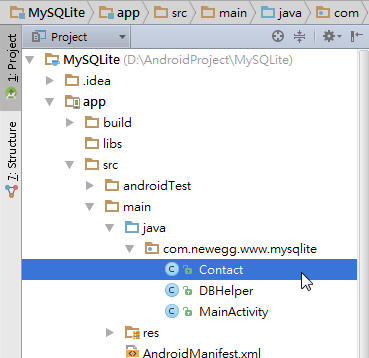 MySQLite app src main java com
1: Project
7: Structure
Project
MySQLite (D:\AndroidProject\MySQLite)
.idea
app
build
libs
src
androidTest
main
java
com.newegg.www.mysqlite
C Contact
C DBHelper
C MainActivity
res
AndroidManifest.xml